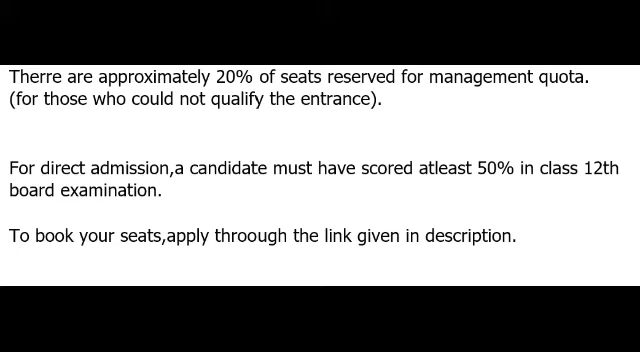 Therre are approximately 20% of seats reserved for management quota.
(for those who could not qualify the entrance).
For direct admission,a candidate must have scored atleast 50% in class 12th
board examination.
To book your seats,apply throough the link given in description.